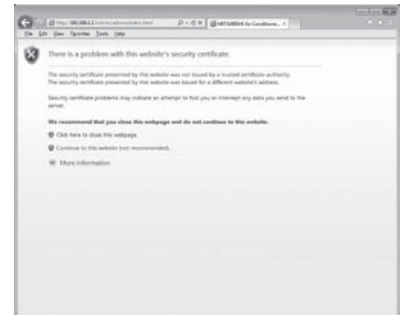 MITSUBISHI Air Conditione...
File Edit View Favorites Tools Help
There is a problem with this website's security certificate.
The security certificate presented by this website was not issued by a trusted certificate authority.
The security certificate presented by this website was issued for a different website's address.
Security certificate problems may indicate an attempt to fool you or intercept any data you send to the
server.
We recommend that you close this webpage and do not continue to this website.
Click here to close this webpage.
Continue to this website (not recommended).
More information